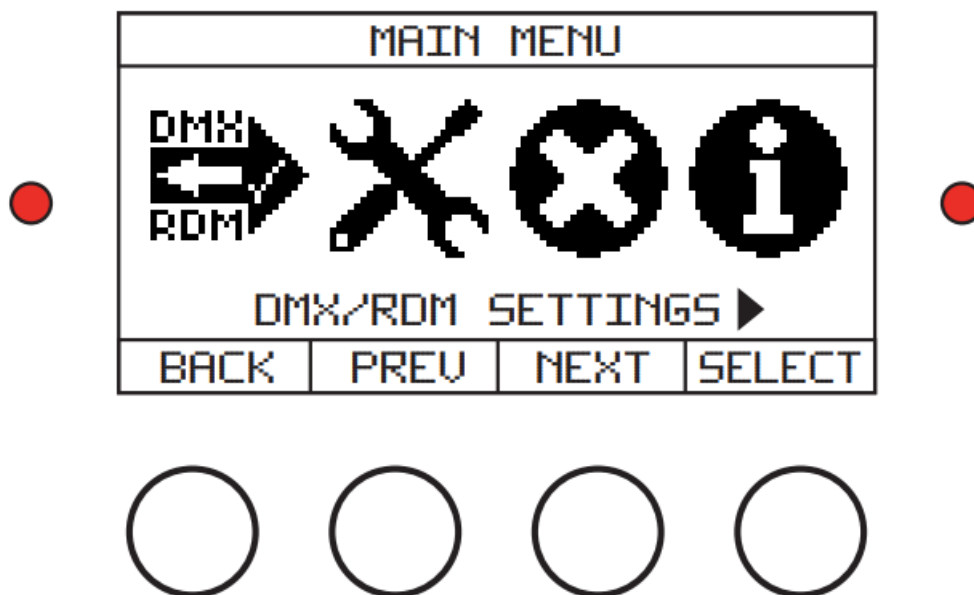 MAIN MENU
DMX
RDM
DMX/RDM SETTINGS
BACK PREV NEXT SELECT